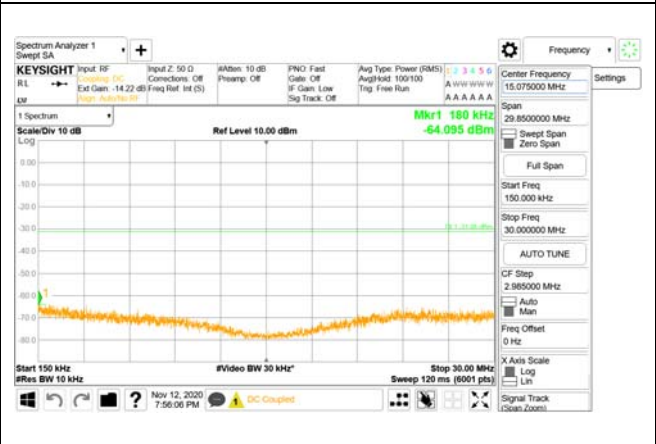 Spectrum Analyzer 1
Swept SA
Frequency
KEYSIGHT
RL
Input: RF
Coupling: DC
Ext Gain: -14.22 dB
Align: Auto/No RF
Input Z: 50 Ω
Corrections: Off
Freq Ref: Int (S)
#Atten: 10 dB
Preamp: Off
PNO: Fast
Gate: Off
IF Gain: Low
Sig Track: Off
Avg Type: Power (RMS)
Avg|Hold: 100/100
Trig: Free Run
1 2 3 4 5 6
A W W W W W
A A A A A A
1 Spectrum
Scale/Div 10 dB
Log
Ref Level 10.00 dBm
Mkr1 180 kHz
-64.095 dBm
0.00
-10.0
-20.0
-30.0
-40.0
-50.0
-60.0
-70.0
-80.0
1
Start 150 kHz
#Res BW 10 kHz
#Video BW 30 kHz*
Stop 30.00 MHz
Sweep 120 ms (6001 pts)
Nov 12, 2020
7:56:06 PM
DC Coupled
Settings
Center Frequency
15.075000 MHz
Span
29.8500000 MHz
Swept Span
Zero Span
Full Span
Start Freq
150.000 kHz
Stop Freq
30.000000 MHz
AUTO TUNE
CF Step
2.985000 MHz
Auto
Man
Freq Offset
0 Hz
X Axis Scale
Log
Lin
Signal Track
(Span Zoom)